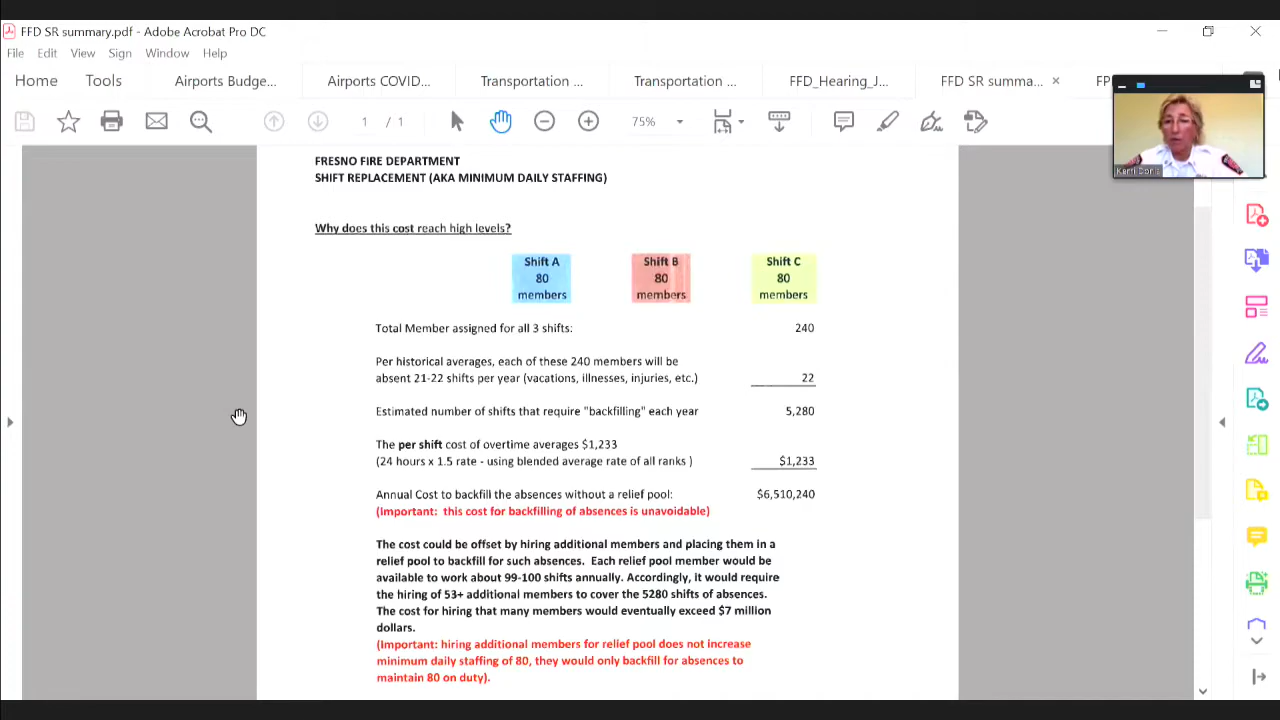 FFD SR summary.pdf - Adobe Acrobat Pro DC
File Edit View Sign Window Help
Home Tools Airports Budge... Airports COVID... Transportation ... Transportation ... FFD_Hearing_J... FFD SR summa... × FP
1 / 1 75%
FRESNO FIRE DEPARTMENT
SHIFT REPLACEMENT (AKA MINIMUM DAILY STAFFING)
Why does this cost reach high levels?
Shift A Shift B Shift C
80 80 80
members members members
Total Member assigned for all 3 shifts: 240
Per historical averages, each of these 240 members will be
absent 21-22 shifts per year (vacations, illnesses, injuries, etc.) 22
Estimated number of shifts that require "backfilling" each year 5,280
The per shift cost of overtime averages $1,233
(24 hours x 1.5 rate - using blended average rate of all ranks ) $1,233
Annual Cost to backfill the absences without a relief pool: $6,510,240
(Important: this cost for backfilling of absences is unavoidable)
The cost could be offset by hiring additional members and placing them in a
relief pool to backfill for such absences. Each relief pool member would be
available to work about 99-100 shifts annually. Accordingly, it would require
the hiring of 53+ additional members to cover the 5280 shifts of absences.
The cost for hiring that many members would eventually exceed $7 million
dollars.
(Important: hiring additional members for relief pool does not increase
minimum daily staffing of 80, they would only backfill for absences to
maintain 80 on duty).